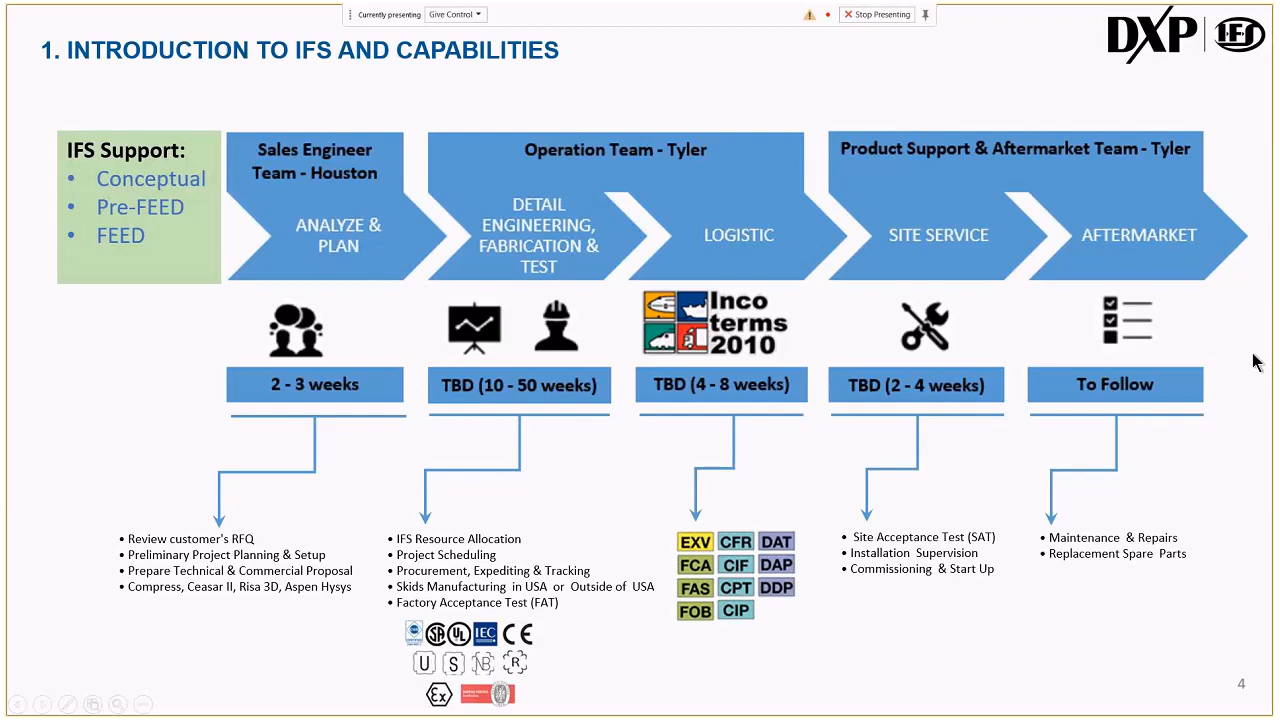 Currently presenting Give Control Stop Presenting
1. INTRODUCTION TO IFS AND CAPABILITIES
DXP IFS
IFS Support:
• Conceptual
• Pre-FEED
• FEED
Sales Engineer
Team - Houston
ANALYZE &
PLAN
Operation Team - Tyler
DETAIL
ENGINEERING,
FABRICATION &
TEST
LOGISTIC
Product Support & Aftermarket Team - Tyler
SITE SERVICE
AFTERMARKET
Inco
terms
2010
2 - 3 weeks
TBD (10 - 50 weeks)
TBD (4 - 8 weeks)
TBD (2 - 4 weeks)
To Follow
• Review customer's RFQ
• Preliminary Project Planning & Setup
• Prepare Technical & Commercial Proposal
• Compress, Ceasar II, Risa 3D, Aspen Hysys
• IFS Resource Allocation
• Project Scheduling
• Procurement, Expediting & Tracking
• Skids Manufacturing in USA or Outside of USA
• Factory Acceptance Test (FAT)
SA UL IEC CE
U S NB R
Ex
EXV CFR DAT
FCA CIF DAP
FAS CPT DDP
FOB CIP
• Site Acceptance Test (SAT)
• Installation Supervision
• Commissioning & Start Up
• Maintenance & Repairs
• Replacement Spare Parts
4